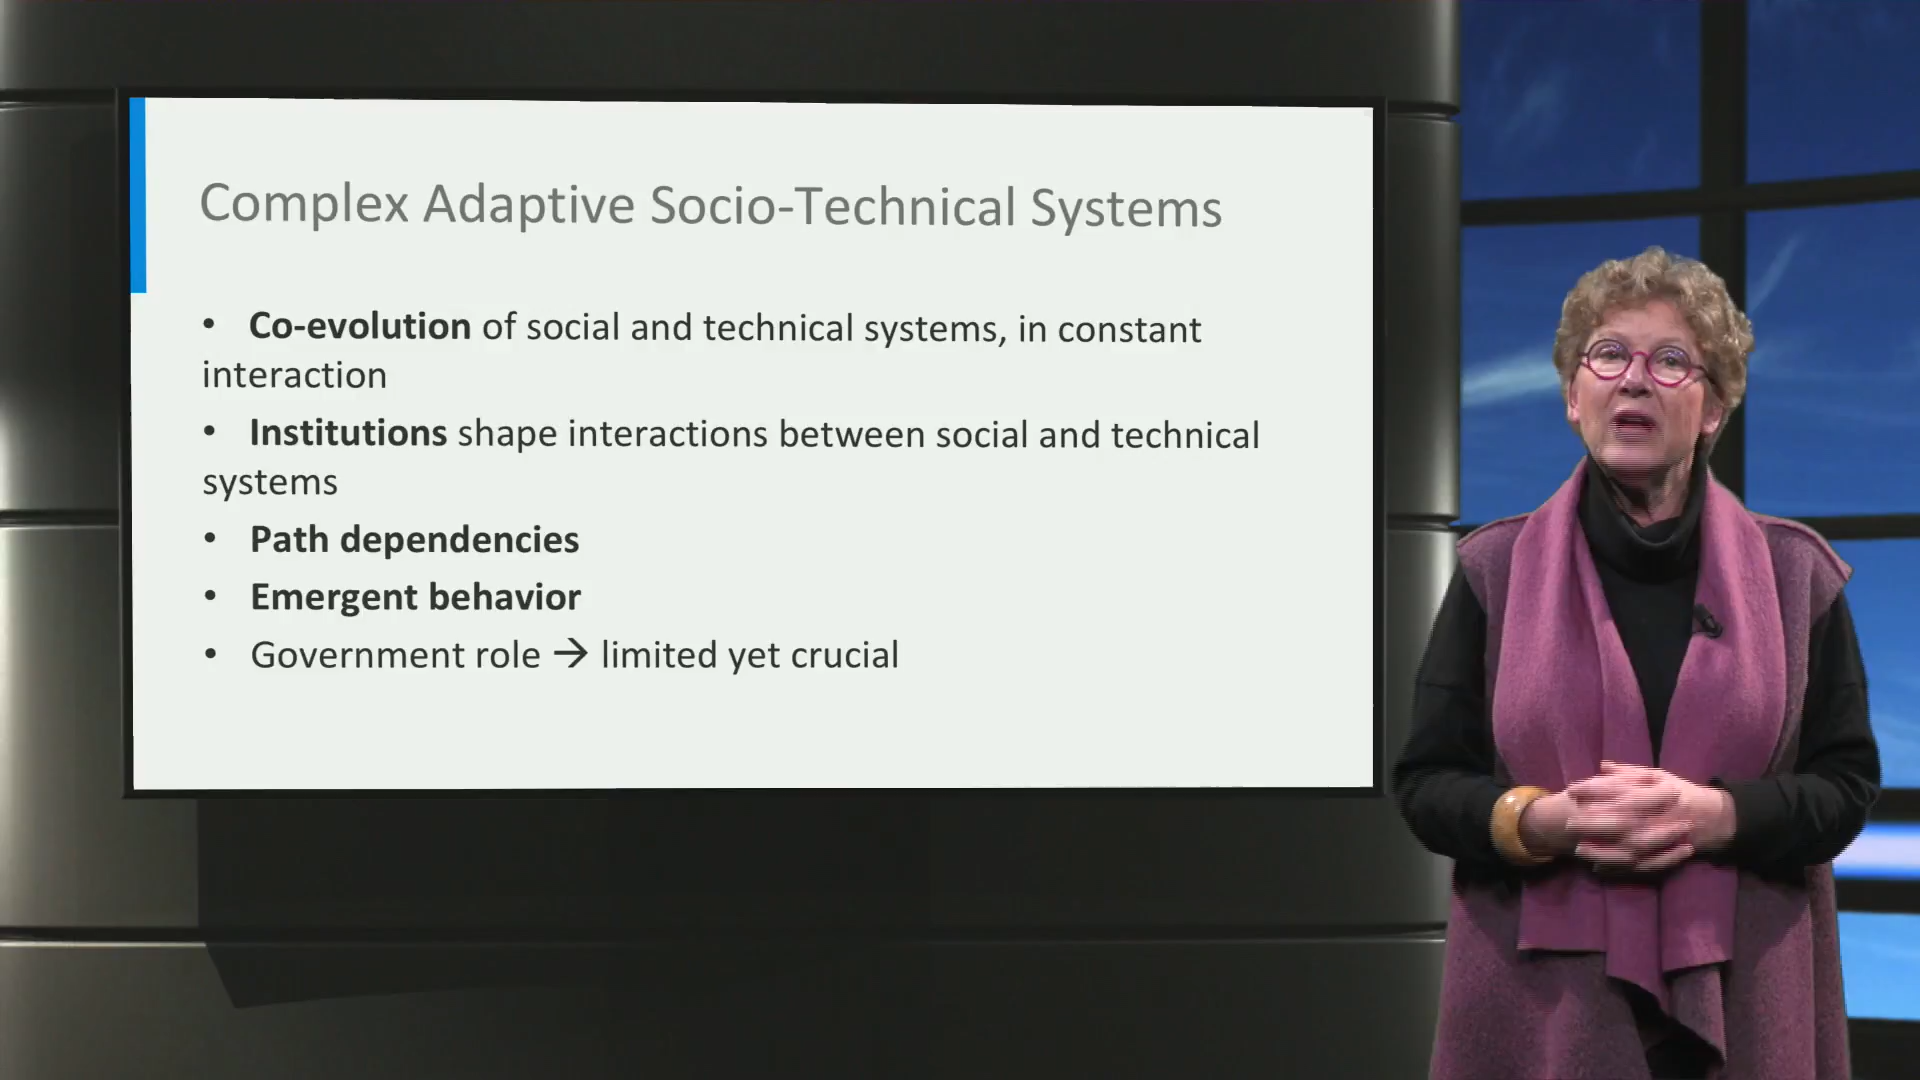 Complex Adaptive Socio-Technical Systems
• Co-evolution of social and technical systems, in constant
interaction
• Institutions shape interactions between social and technical
systems
• Path dependencies
• Emergent behavior
• Government role → limited yet crucial